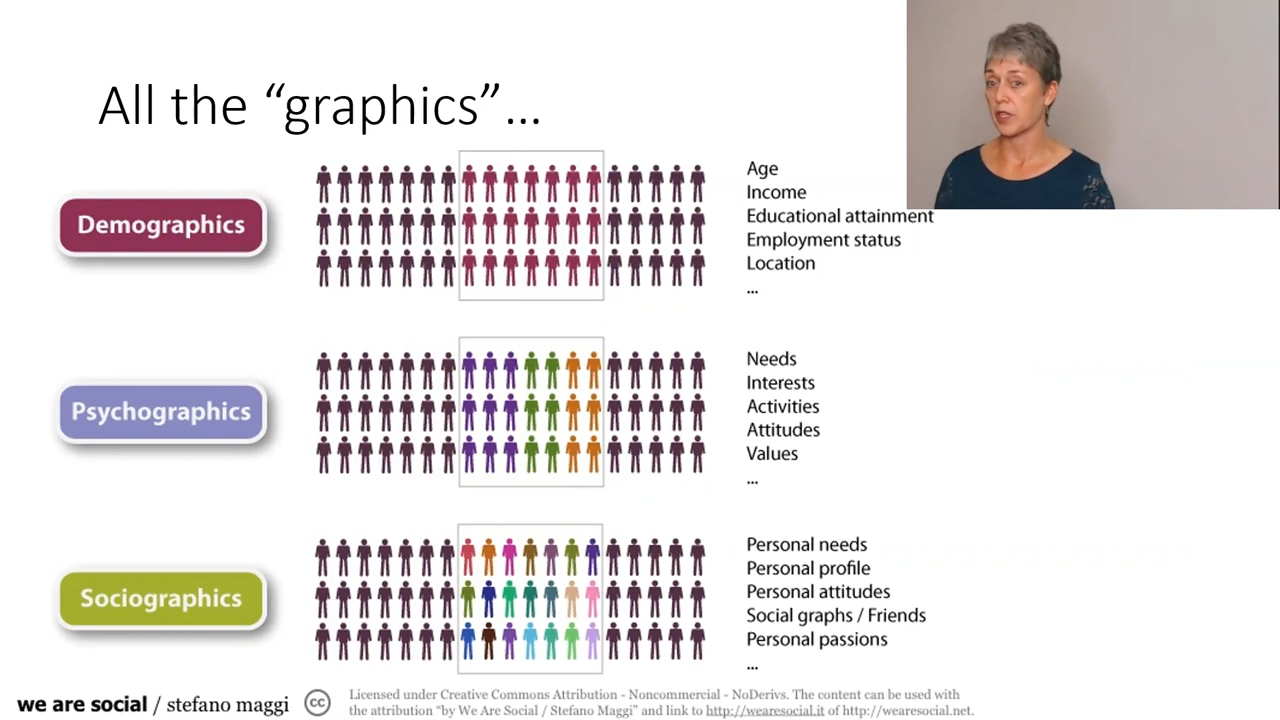 All the “graphics”...
Demographics
Age
Income
Educational attainment
Employment status
Location
...
Psychographics
Needs
Interests
Activities
Attitudes
Values
...
Sociographics
Personal needs
Personal profile
Personal attitudes
Social graphs / Friends
Personal passions
...
we are social / stefano maggi
cc
Licensed under Creative Commons Attribution - Noncommercial - NoDerivs. The content can be used with
the attribution “by We Are Social / Stefano Maggi” and link to http://wearesocial.it of http://wearesocial.net.